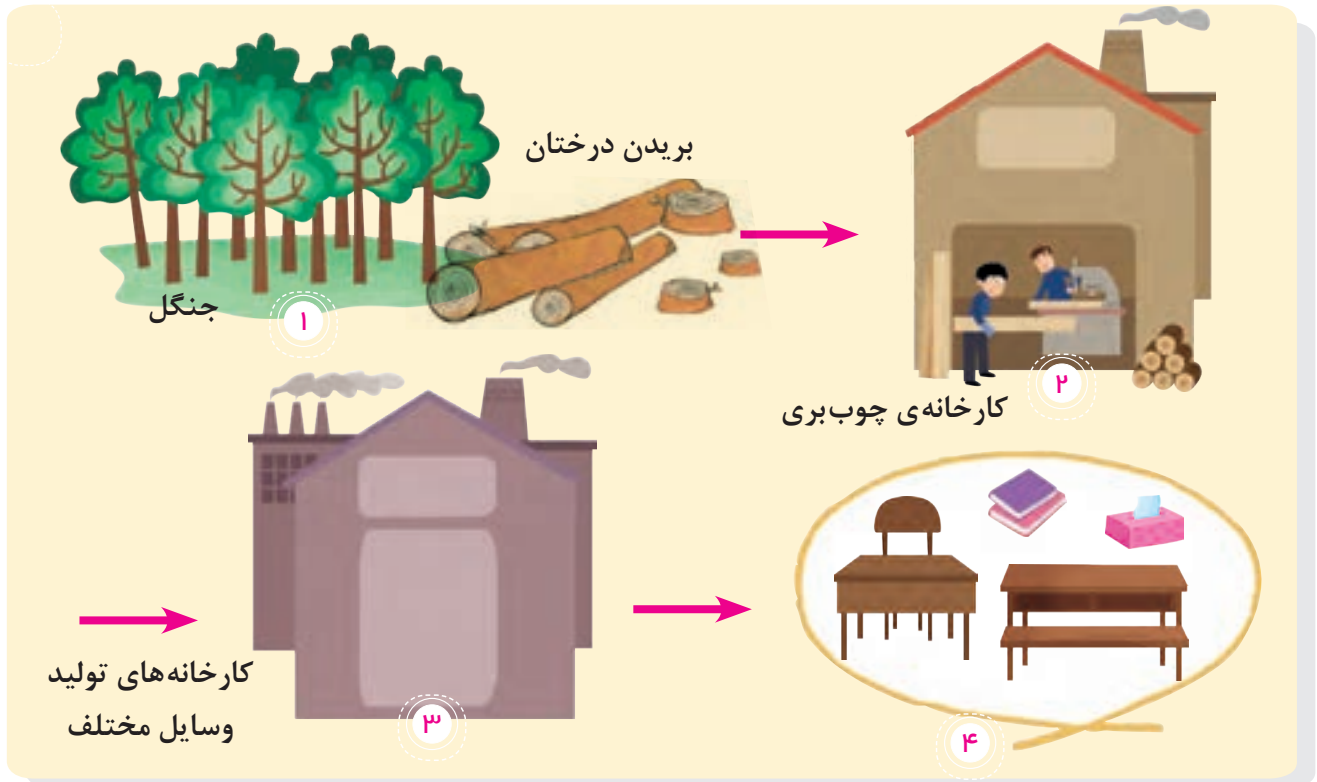 بریدن درختان
جنگل
۱
۲
کارخانه‌ی چوب‌بری
کارخانه‌های تولید
وسایل مختلف
۳
۴